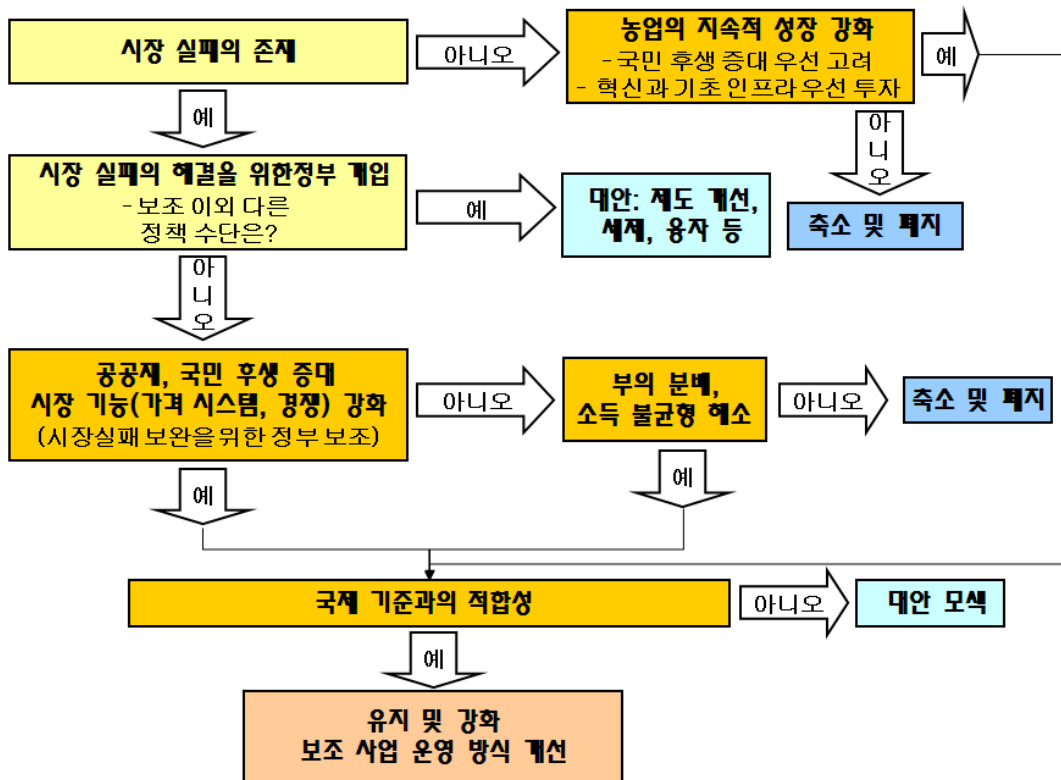 시장 실패의 존재
아니오
농업의 지속적 성장 강화
- 국민 후생 증대 우선 고려
- 혁신과 기초 인프라 우선 투자
예
예
아니오
시장 실패의 해결을 위한정부 개입
- 보조 이외 다른
정책 수단은?
예
대안: 제도 개선,
세제, 융자 등
축소 및 폐지
아니오
공공재, 국민 후생 증대
시장 기능(가격 시스템, 경쟁) 강화
(시장실패 보완을 위한 정부 보조)
아니오
부의 분배,
소득 불균형 해소
아니오
축소 및 폐지
예
예
국제 기준과의 적합성
아니오
대안 모색
예
유지 및 강화
보조 사업 운영 방식 개선